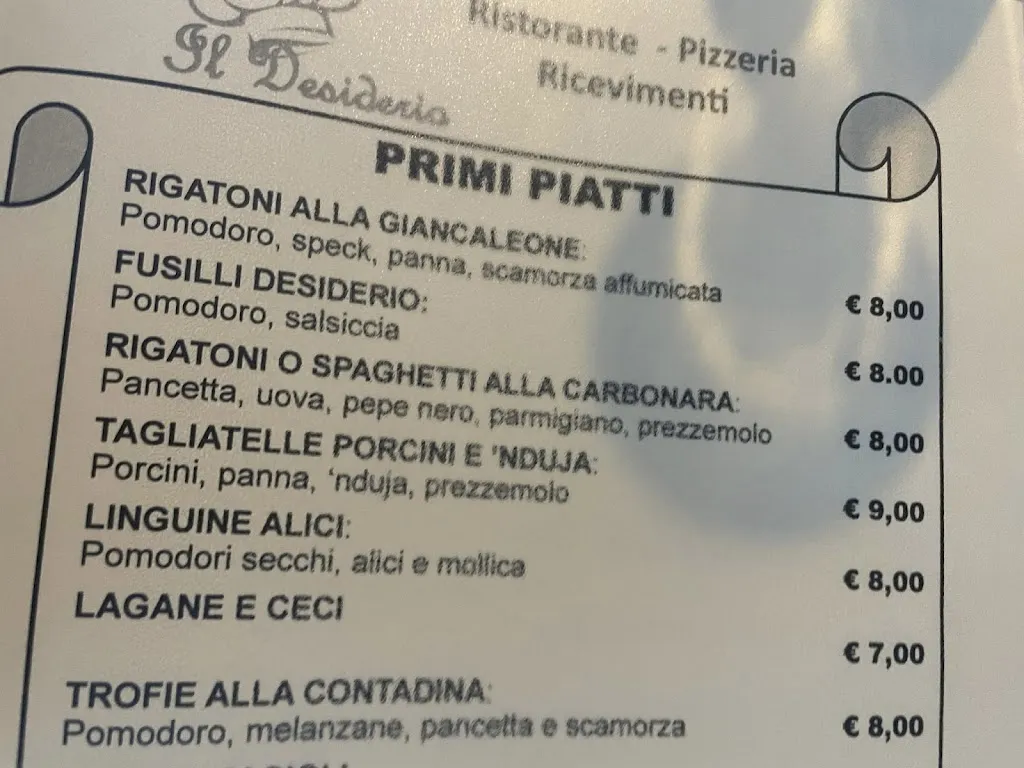 Il Desiderio
Ristorante - Pizzeria
Ricevimenti
PRIMI PIATTI
RIGATONI ALLA GIANCALEONE:
Pomodoro, speck, panna, scamorza affumicata € 8,00
FUSILLI DESIDERIO:
Pomodoro, salsiccia € 8.00
RIGATONI O SPAGHETTI ALLA CARBONARA:
Pancetta, uova, pepe nero, parmigiano, prezzemolo € 8,00
TAGLIATELLE PORCINI E 'NDUJA:
Porcini, panna, ‘nduja, prezzemolo € 9,00
LINGUINE ALICI:
Pomodori secchi, alici e mollica € 8,00
LAGANE E CECI
€ 7,00
TROFIE ALLA CONTADINA:
Pomodoro, melanzane, pancetta e scamorza € 8,00